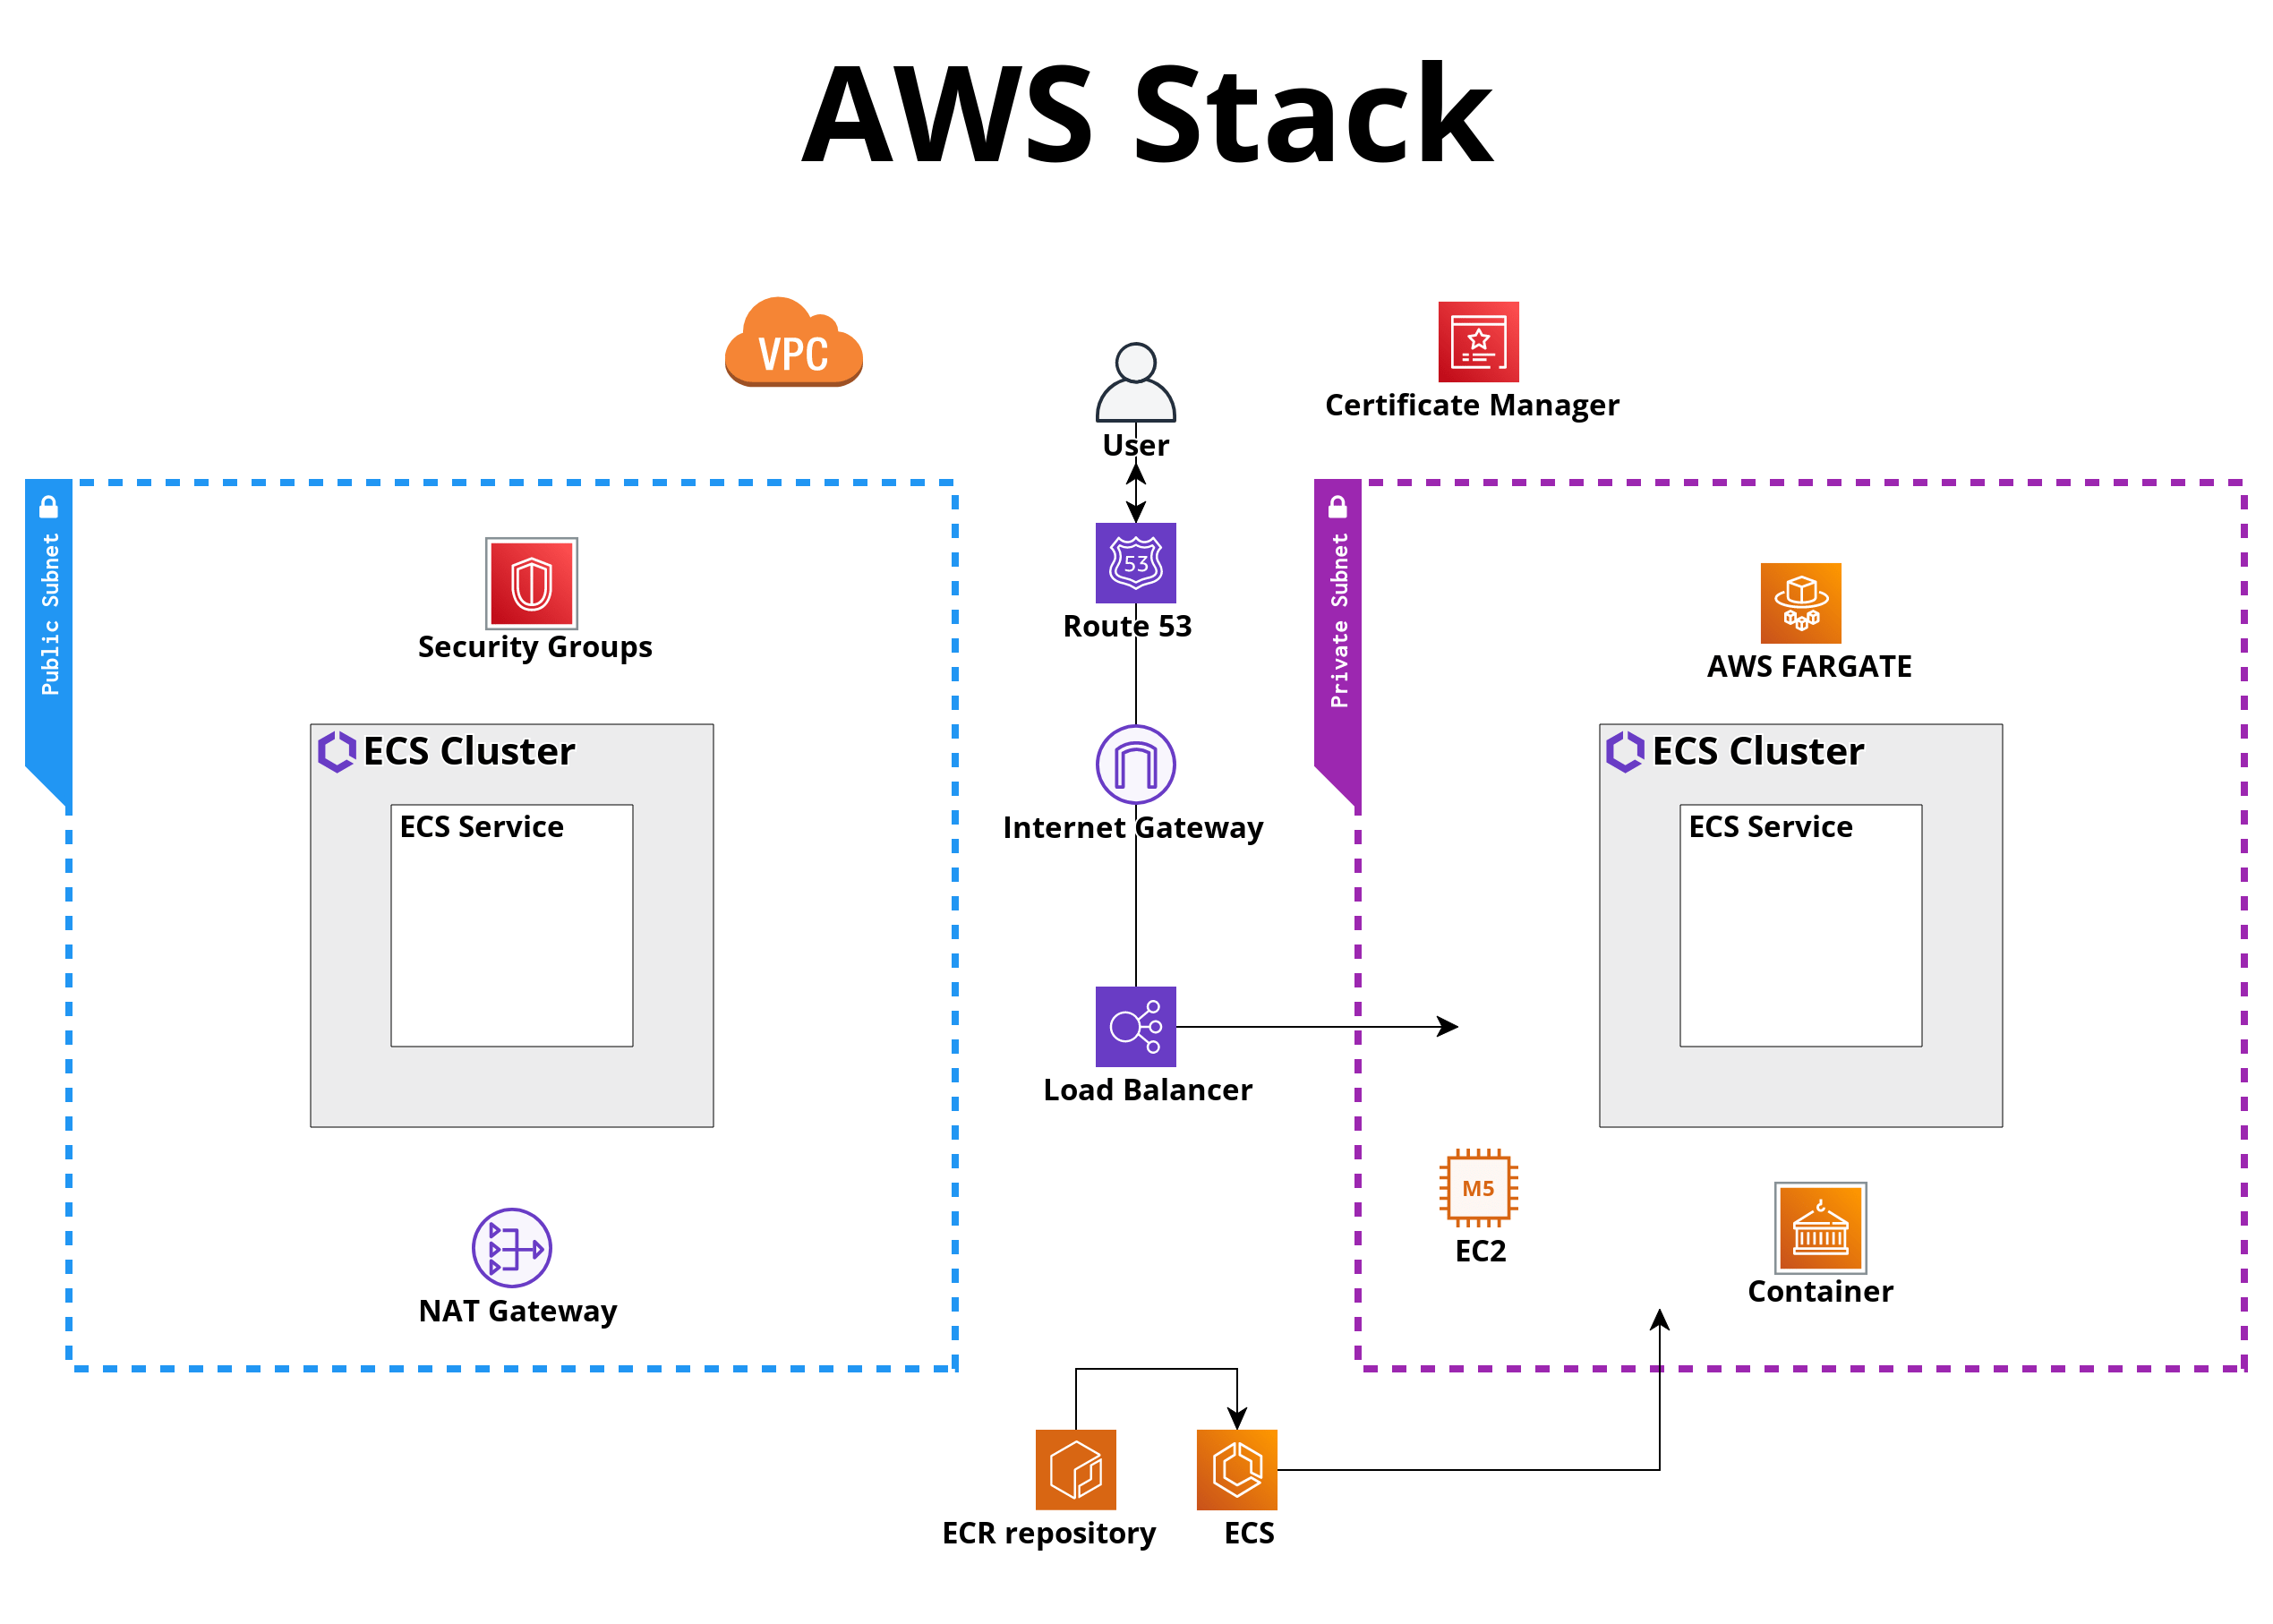 AWS Stack
VPC
Certificate Manager
User
Public Subnet
Security Groups
53
Route 53
Private Subnet
AWS FARGATE
ECS Cluster
ECS Service
Internet Gateway
ECS Cluster
ECS Service
Load Balancer
M5
EC2
Container
NAT Gateway
ECR repository
ECS